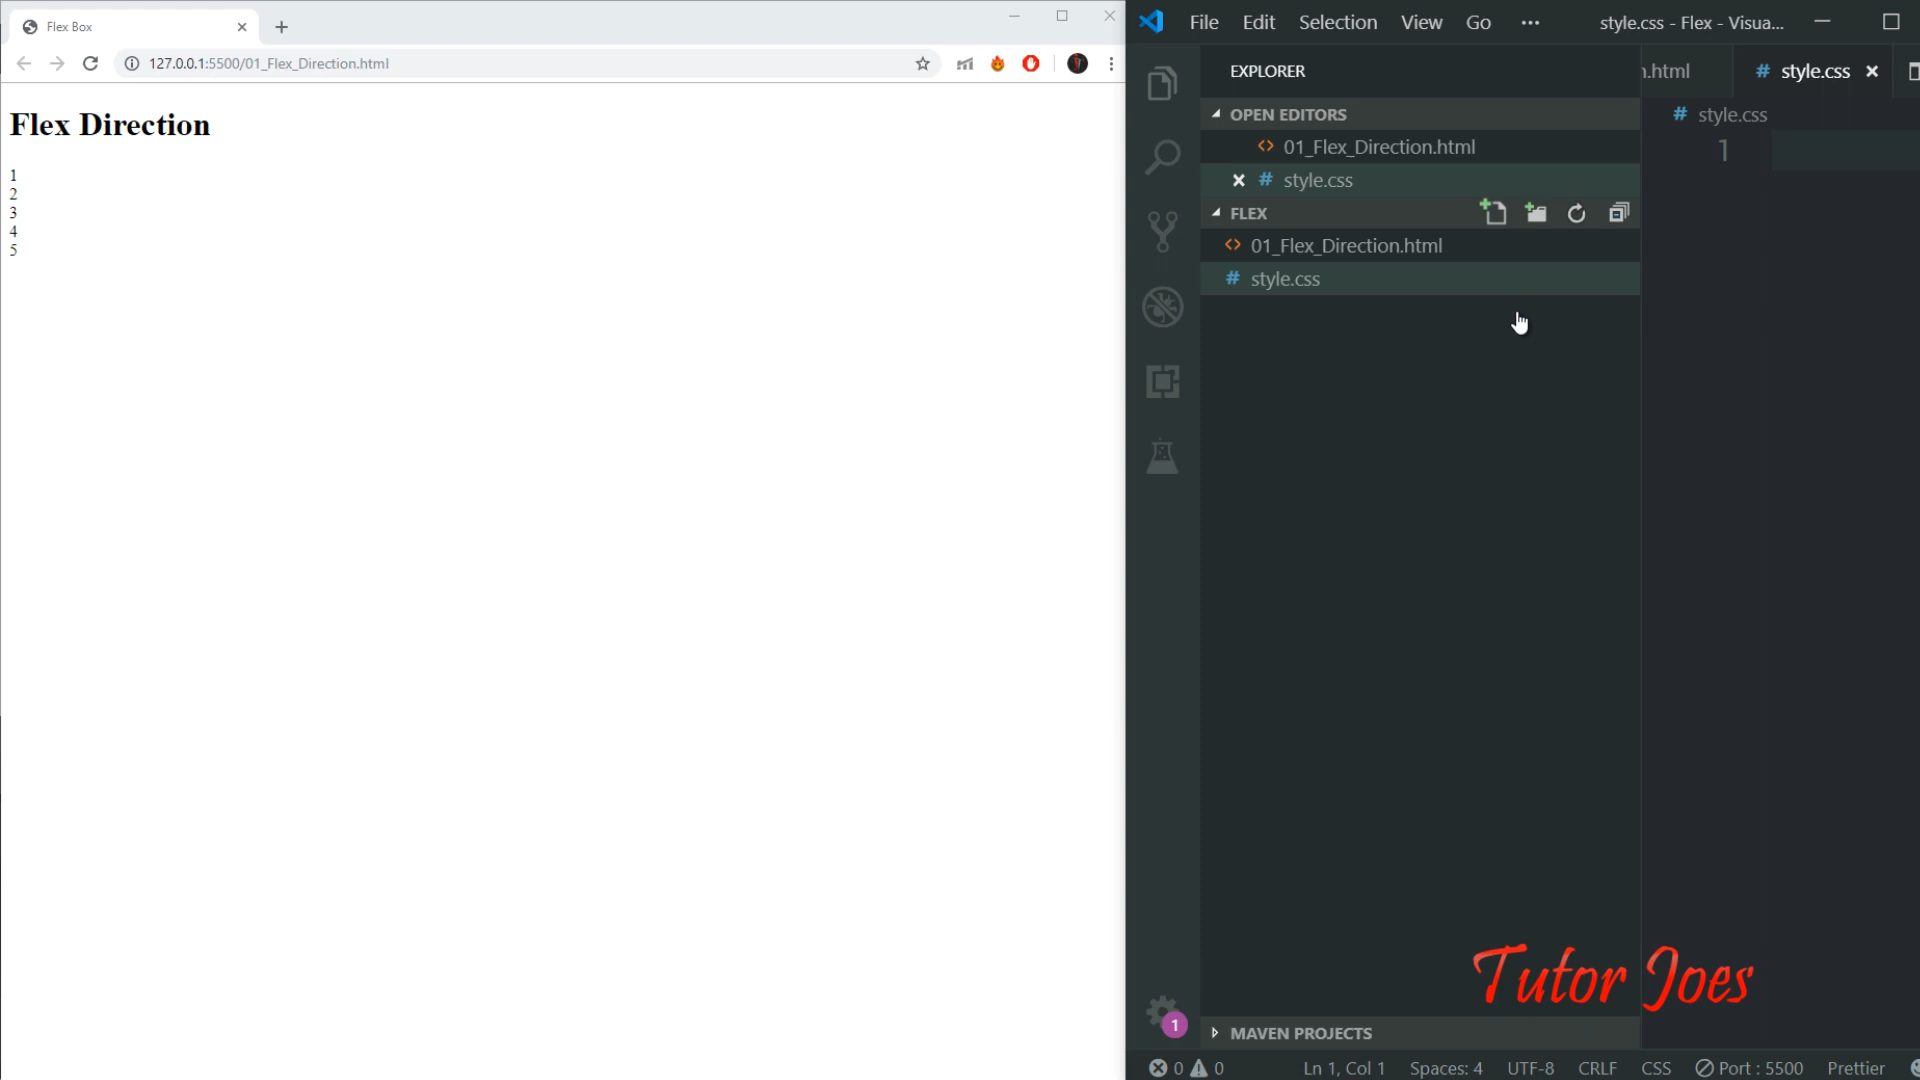 Flex Box
127.0.0.1:5500/01_Flex_Direction.html
Flex Direction
1
2
3
4
5
File Edit Selection View Go ... style.css - Flex - Visua...
EXPLORER
.html
# style.css
OPEN EDITORS
<> 01_Flex_Direction.html
# style.css
FLEX
<> 01_Flex_Direction.html
# style.css
# style.css
1
Tutor Joes
MAVEN PROJECTS
1
0 0 Ln 1, Col 1 Spaces: 4 UTF-8 CRLF CSS Port : 5500 Prettier